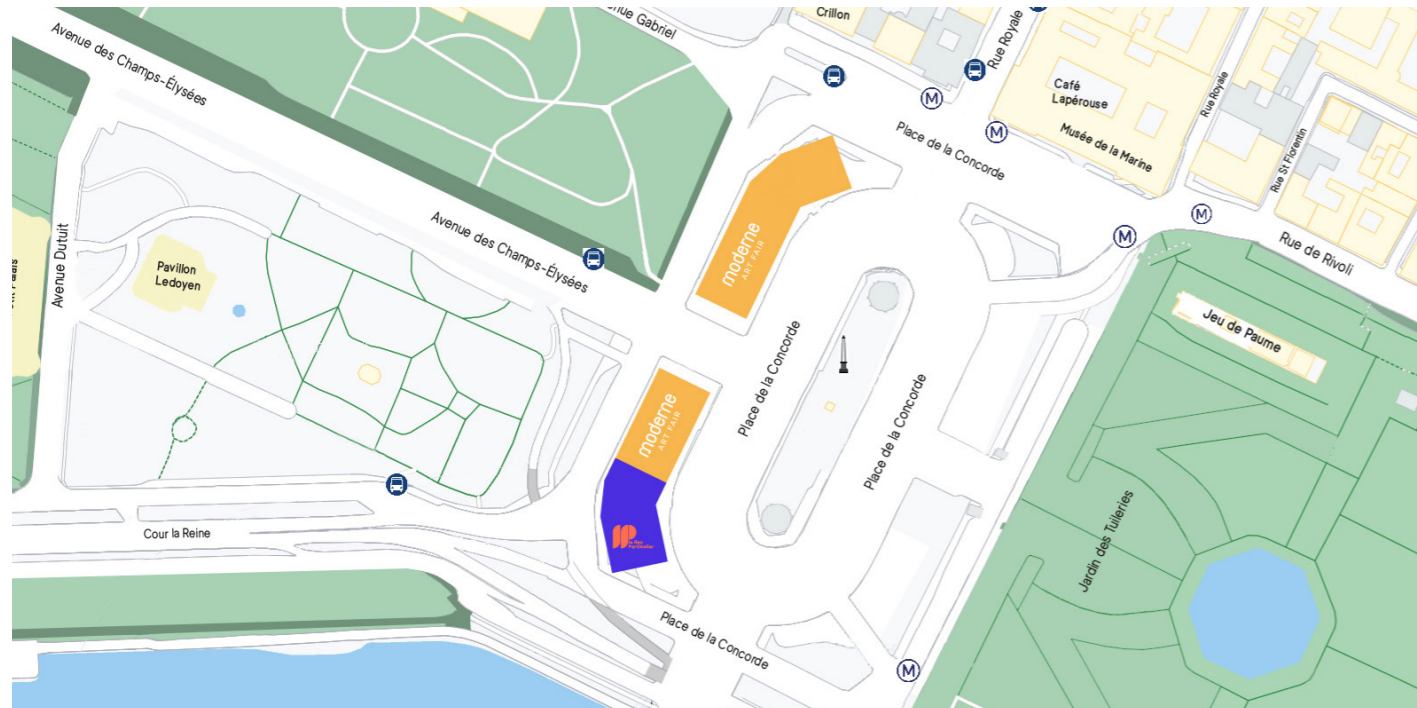 Avenue des Champs-Élysées
nue Gabriel
Crillon
Rue Royale
Café
Lapérouse
Musée de la Marine
Rue Royale
Rue St Florentin
Place de la Concorde
M
M
M
M
Rue de Rivoli
Avenue des Champs-Élysées
Avenue Dutuit
Pavillon
Ledoyen
moderne
ART FAIR
Jeu de Paume
Place de la Concorde
Place de la Concorde
moderne
ART FAIR
Cour la Reine
Particulier
Jardin des Tuileries
Place de la Concorde
M